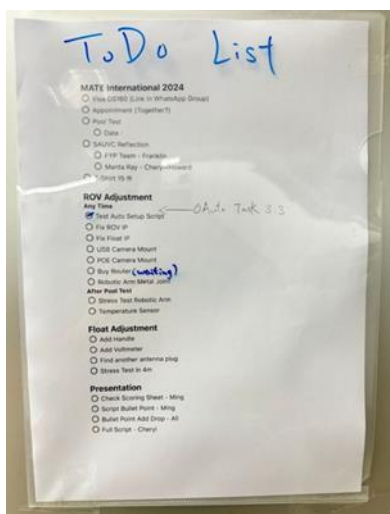 ToDo List
MATE International 2024
Visa DS160 (Link in WhatsApp Group)
Appointment (Together?)
Pool Test
Date :
SAUVC Reflection
FYP Team - Franklin
Manta Ray - Cheryl
T-Shirt
ROV Adjustment
Any Time
Test Auto Setup Script OAuto Task 3.3
Fix ROV IP
Fix Float IP
USB Camera Mount
POE Camera Mount
Buy Router (waiting)
Robotic Arm Metal Joint
After Pool Test
Stress Test Robotic Arm
Temperature Sensor
Float Adjustment
Add Handle
Add Voltmeter
Find another antenna plug
Stress Test in 4m
Presentation
Check Scoring Sheet - Ming
Script Bullet Point - Ming
Bullet Point Add Drop - All
Full Script - Cheryl